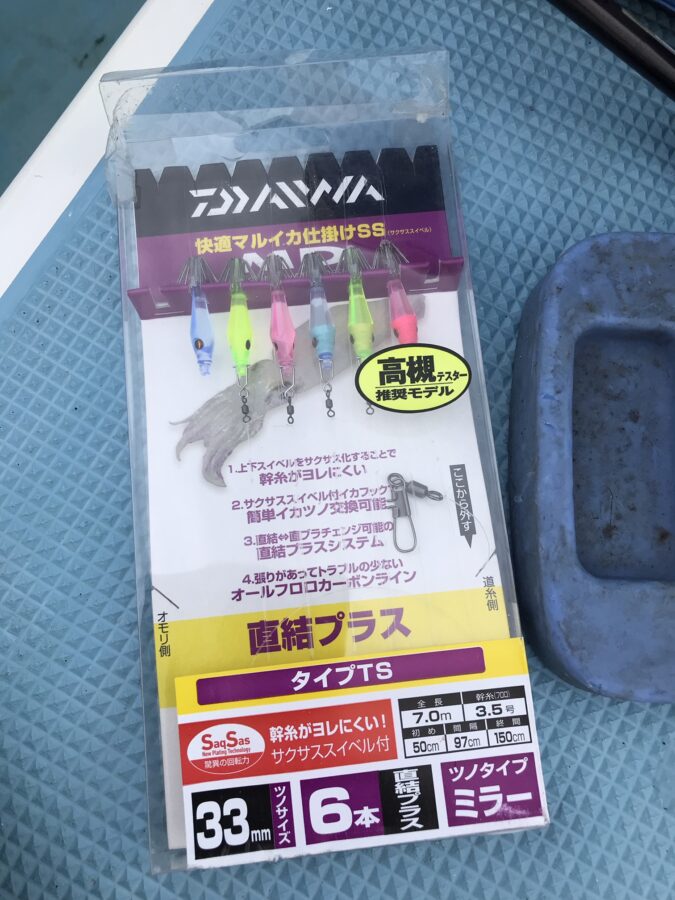 DAIWA
快適マルイカ仕掛けSS(サクサススイベル)
高槻テスター
推奨モデル
1.上下スイベルをサクサス化することで
幹糸がヨレにくい
2.サクサススイベル付イカフック
簡単イカツノ交換可能
3.直結⇔直ブラチェンジ可能の
直結ブラスシステム
4.張りがあってトラブルの少ない
オールフロロカーボンライン
ここから外す
オモリ側
道糸側
直結プラス
タイプTS
SaqSas
New Plating Technology
驚異の回転力
幹糸がヨレにくい!
サクサススイベル付
全長
7.0m
幹糸(フロロ)
3.5号
初め
50cm
間隔
97cm
終間
150cm
33mm
ツノサイズ
6本
直結プラス
ツノタイプ
ミラー